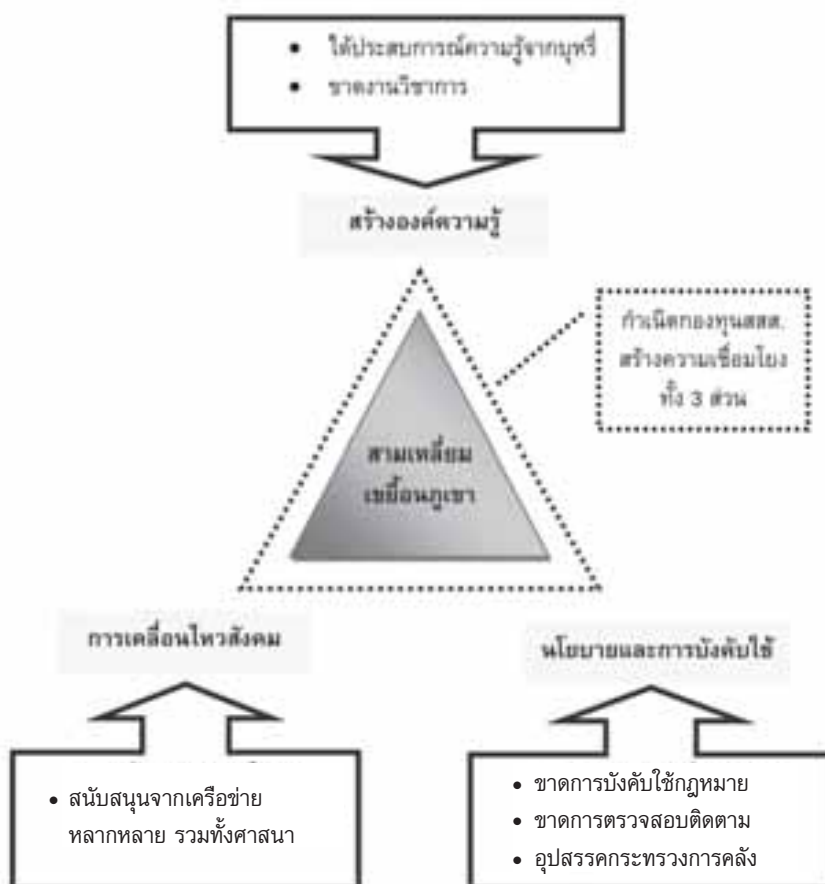 • ได้ประสบการณ์ความรู้จากบุหรี่
• ขาดงานวิชาการ
สร้างองค์ความรู้
กำเนิดกองทุนสสส.
สร้างความเชื่อมโยง
ทั้ง 3 ส่วน
สามเหลี่ยม
เขยื้อนภูเขา
การเคลื่อนไหวสังคม
นโยบายและการบังคับใช้
• สนับสนุนจากเครือข่าย
หลากหลาย รวมทั้งศาสนา
• ขาดการบังคับใช้กฎหมาย
• ขาดการตรวจสอบติดตาม
• อุปสรรคกระทรวงการคลัง